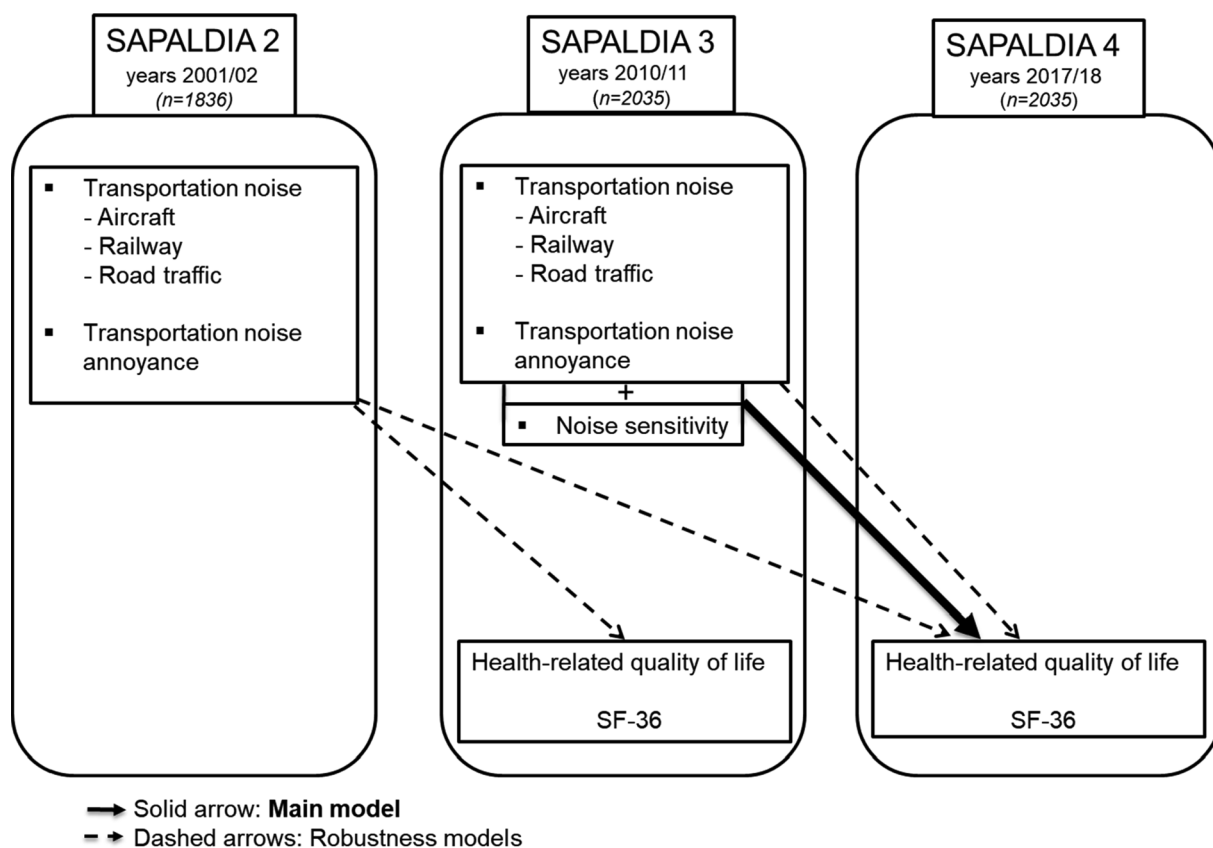 SAPALDIA 2
years 2001/02
(n=1836)
▪ Transportation noise
- Aircraft
- Railway
- Road traffic
▪ Transportation noise
annoyance
SAPALDIA 3
years 2010/11
(n=2035)
▪ Transportation noise
- Aircraft
- Railway
- Road traffic
▪ Transportation noise
annoyance
+
▪ Noise sensitivity
Health-related quality of life
SF-36
SAPALDIA 4
years 2017/18
(n=2035)
Health-related quality of life
SF-36
Solid arrow: Main model
Dashed arrows: Robustness models